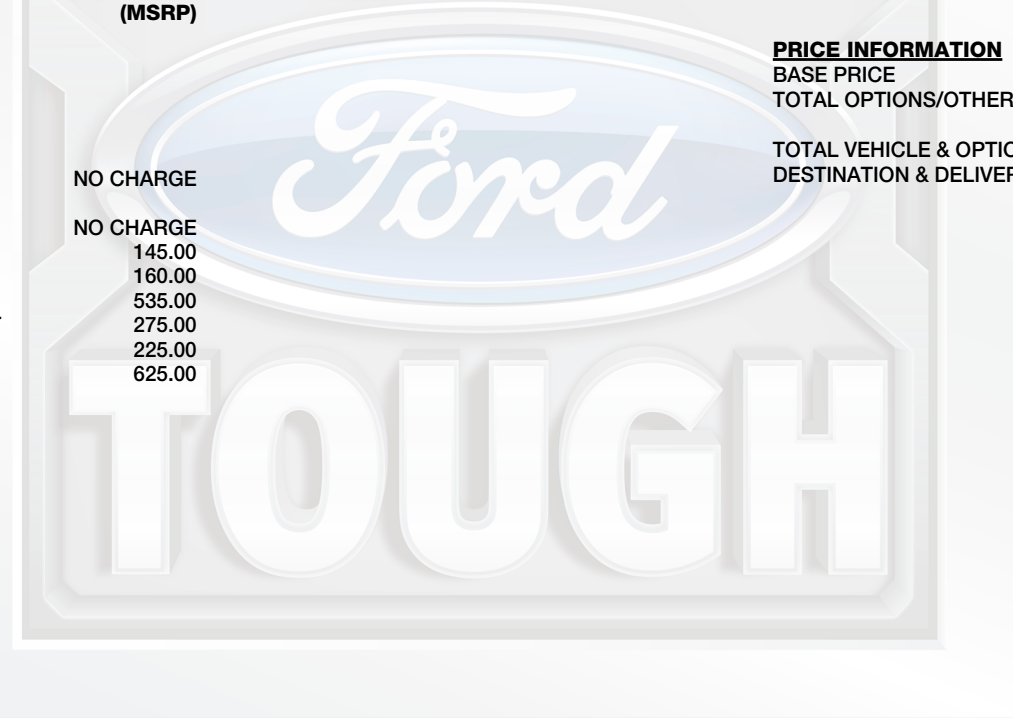 (MSRP)
NO CHARGE
NO CHARGE
145.00
160.00
535.00
275.00
225.00
625.00
PRICE INFORMATION
BASE PRICE
TOTAL OPTIONS/OTHER
TOTAL VEHICLE & OPTIO
DESTINATION & DELIVER
Ford
TOUGH